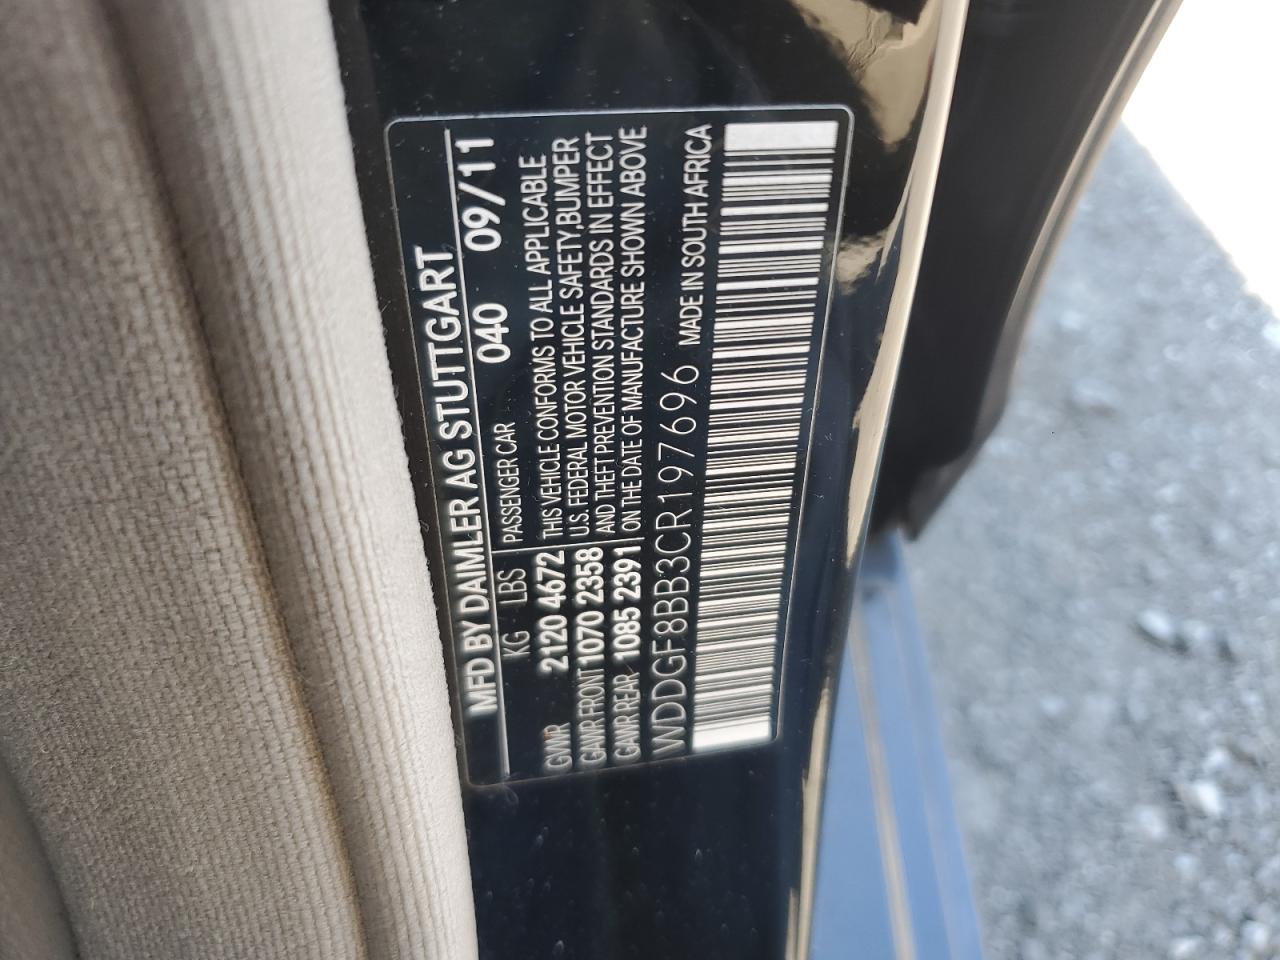 MFD BY DAIMLER AG STUTTGART
KG LBS PASSENGER CAR 040 09/11
GVWR 2120 4672 THIS VEHICLE CONFORMS TO ALL APPLICABLE
GAWR FRONT 1070 2358 U.S. FEDERAL MOTOR VEHICLE SAFETY,BUMPER
GAWR REAR 1085 2391 AND THEFT PREVENTION STANDARDS IN EFFECT
ON THE DATE OF MANUFACTURE SHOWN ABOVE
WDDGF8BB3CR197696 MADE IN SOUTH AFRICA